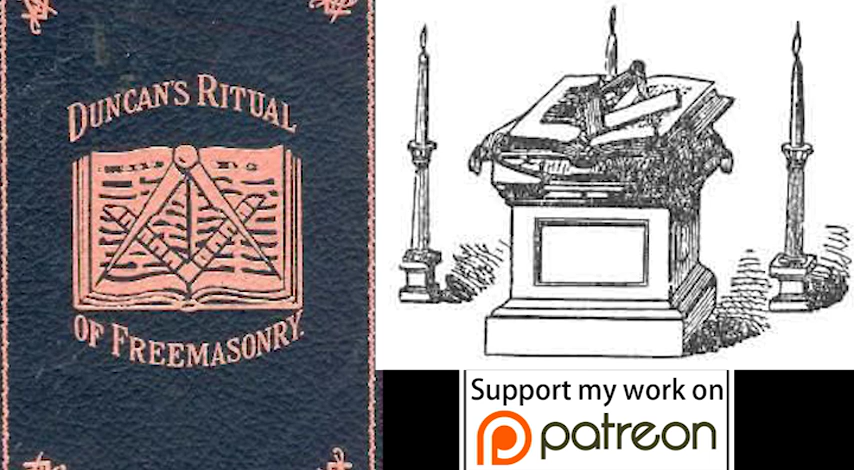 DUNCAN'S RITUAL
OF FREEMASONRY.
Support my work on
patreon